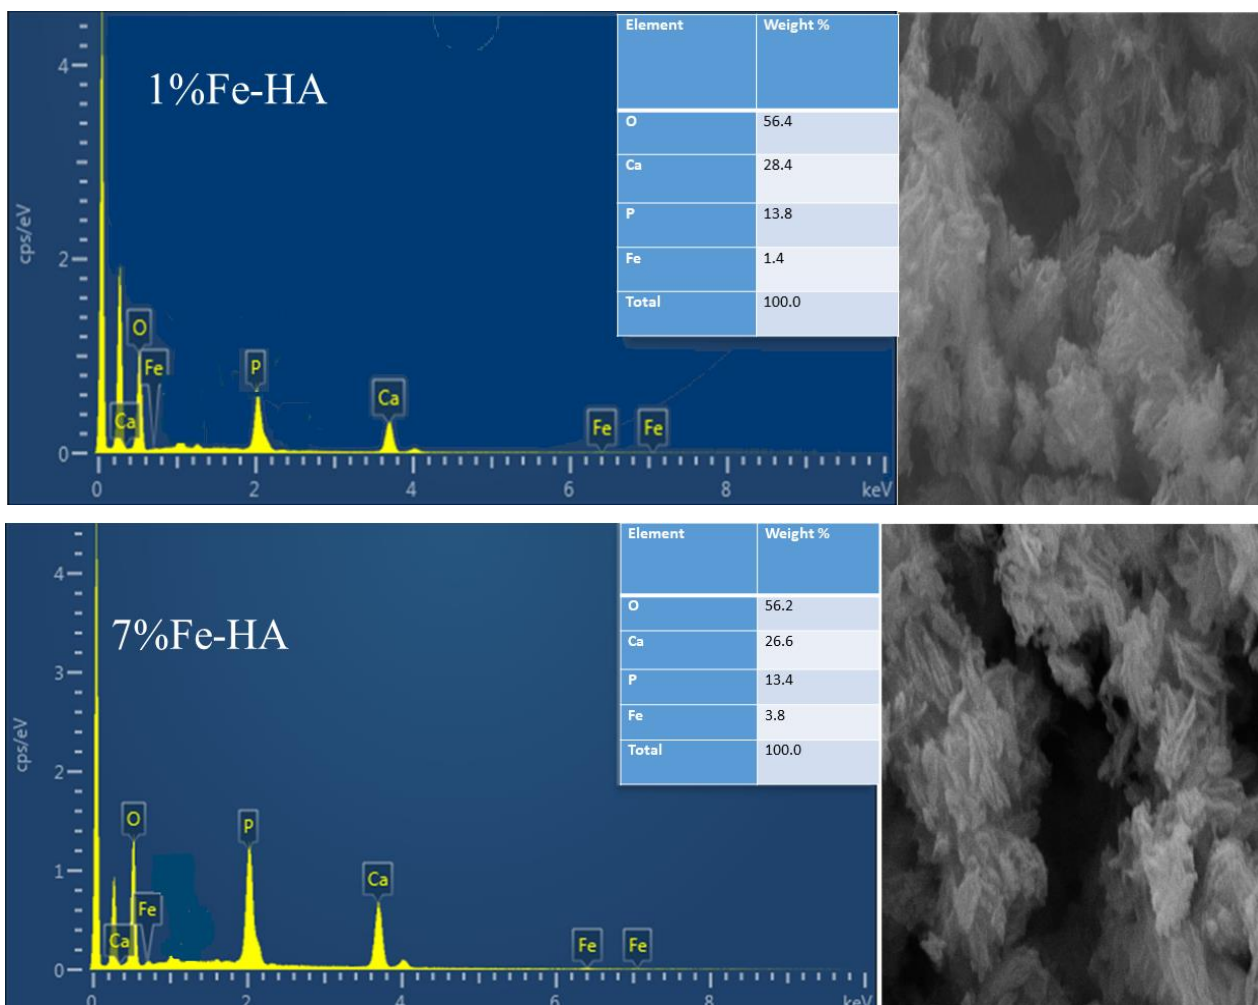 1%Fe-HA
cps/eV
4
2
0
O
Fe
Ca
P
Ca
Fe
Fe
0 2 4 6 8 keV
Element Weight %
O 56.4
Ca 28.4
P 13.8
Fe 1.4
Total 100.0
7%Fe-HA
cps/eV
4
3
2
1
0
O
Fe
Ca
P
Ca
Fe
Fe
0 2 4 6 8 keV
Element Weight %
O 56.2
Ca 26.6
P 13.4
Fe 3.8
Total 100.0